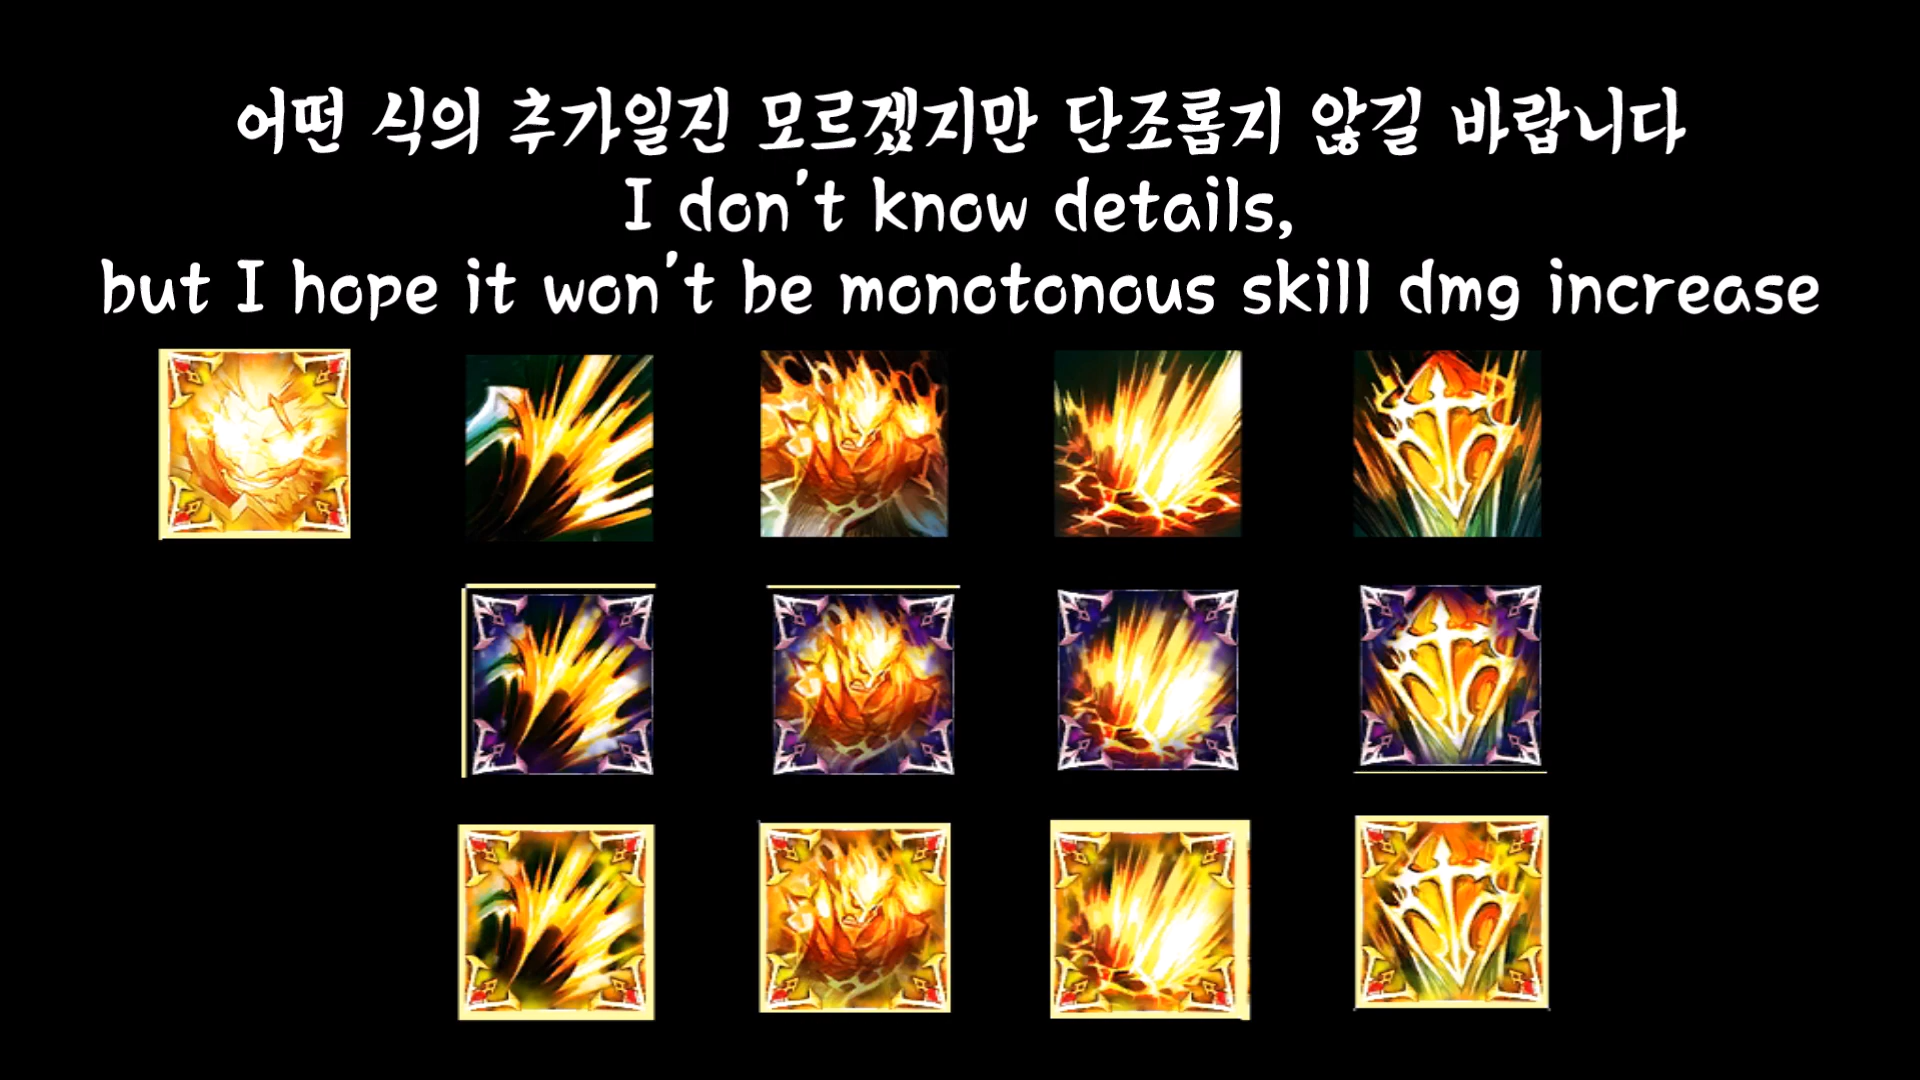 어떤 식의 추가일진 모르겠지만 단조롭지 않길 바랍니다
I don't know details,
but I hope it won't be monotonous skill dmg increase